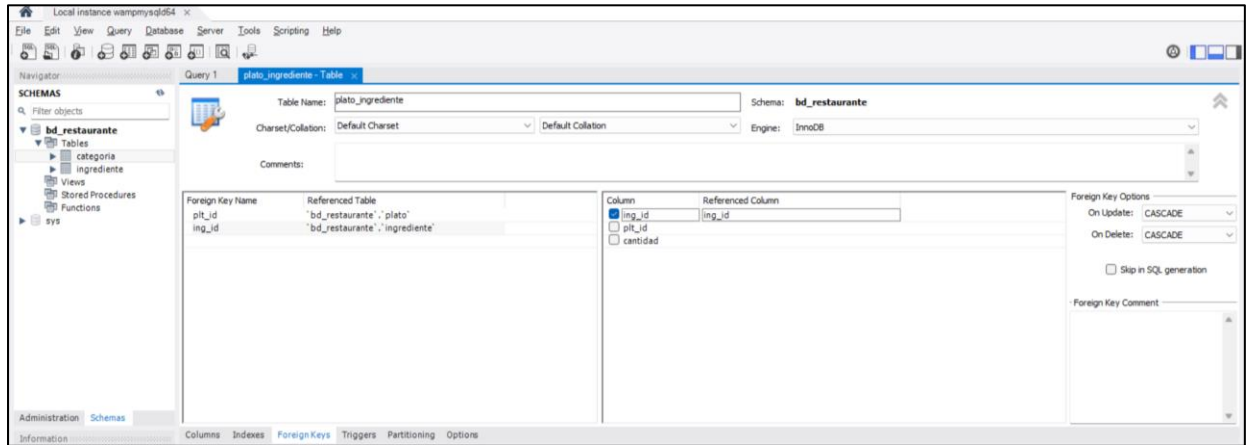 Local instance wampmysqld64 ×
File Edit View Query Database Server Tools Scripting Help
Navigator
Query 1 plato_ingrediente - Table ×
SCHEMAS
Filter objects
bd_restaurante
Tables
categoria
ingrediente
Views
Stored Procedures
Functions
sys
Table Name: plato_ingrediente Schema: bd_restaurante
Charset/Collation: Default Charset Default Collation Engine: InnoDB
Comments:
Foreign Key Name Referenced Table
plt_id `bd_restaurante`.`plato`
ing_id `bd_restaurante`.`ingrediente`
Column Referenced Column
ing_id ing_id
plt_id
cantidad
Foreign Key Options
On Update: CASCADE
On Delete: CASCADE
Skip in SQL generation
Foreign Key Comment
Administration Schemas
Information
Columns Indexes Foreign Keys Triggers Partitioning Options